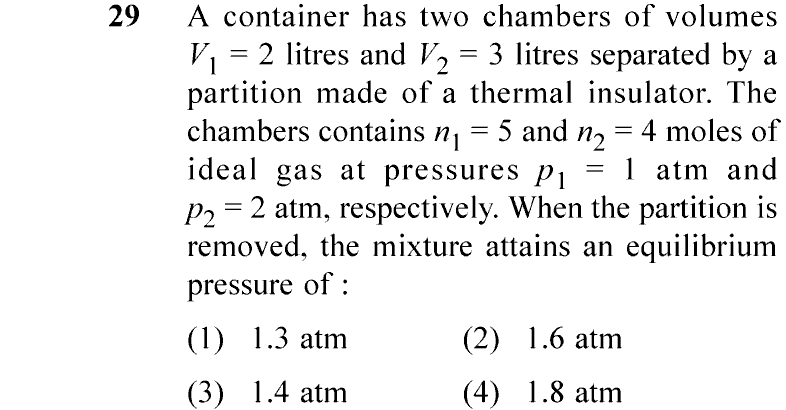 29 A container has two chambers of volumes
V₁ = 2 litres and V₂ = 3 litres separated by a
partition made of a thermal insulator. The
chambers contains n₁ = 5 and n₂ = 4 moles of
ideal gas at pressures p₁ = 1 atm and
p₂ = 2 atm, respectively. When the partition is
removed, the mixture attains an equilibrium
pressure of :
(1) 1.3 atm (2) 1.6 atm
(3) 1.4 atm (4) 1.8 atm